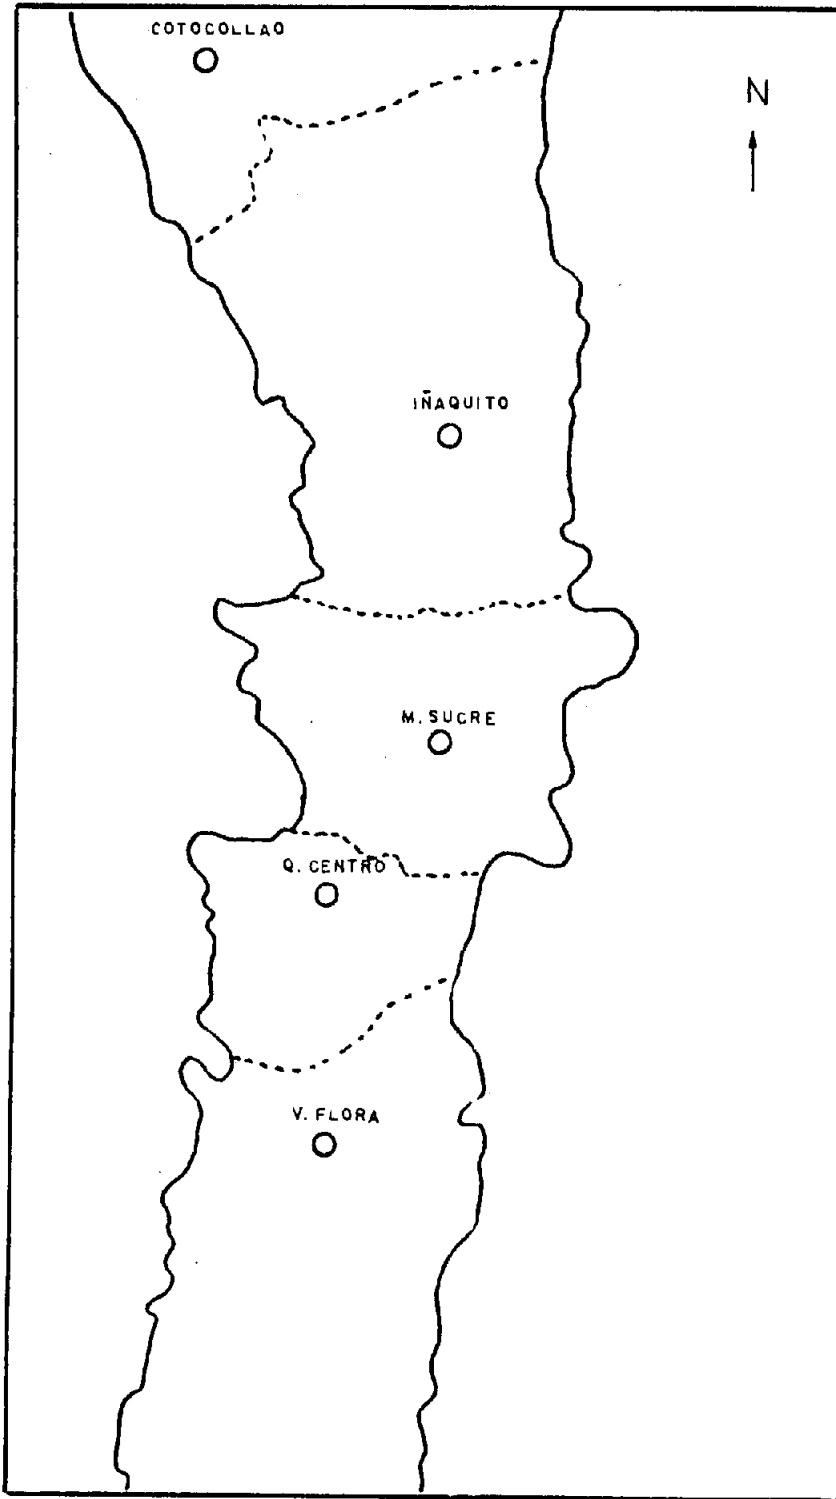 COTOCOLLAO
N
IÑAQUITO
M. SUCRE
Q. CENTRO
V. FLORA